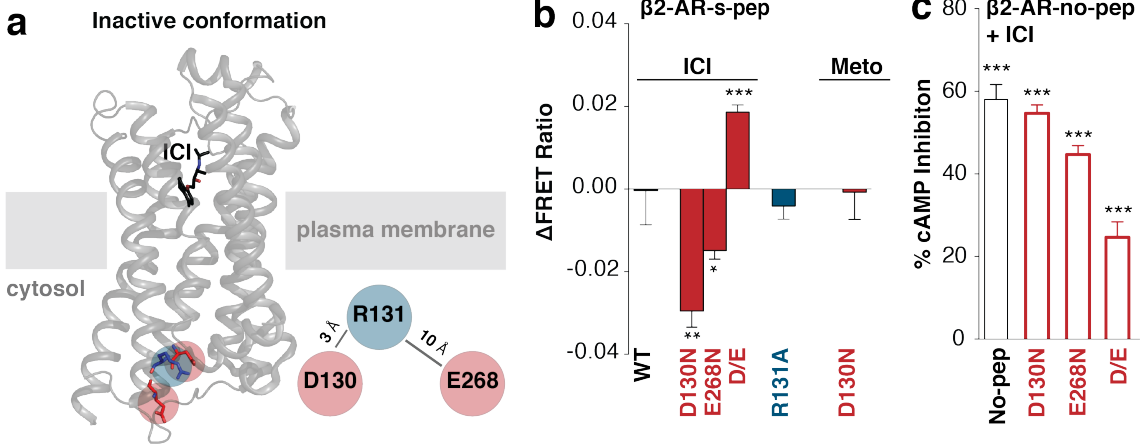 a
Inactive conformation
ICI
plasma membrane
cytosol
R131
3 Å
10 Å
D130
E268
b
β2-AR-s-pep
ICI
Meto
ΔFRET Ratio
0.04
0.02
0.00
-0.02
-0.04
***
**
*
WT
D130N
E268N
D/E
R131A
D130N
c
β2-AR-no-pep
+ ICI
% cAMP Inhibiton
80
60
40
20
0
***
***
***
***
No-pep
D130N
E268N
D/E